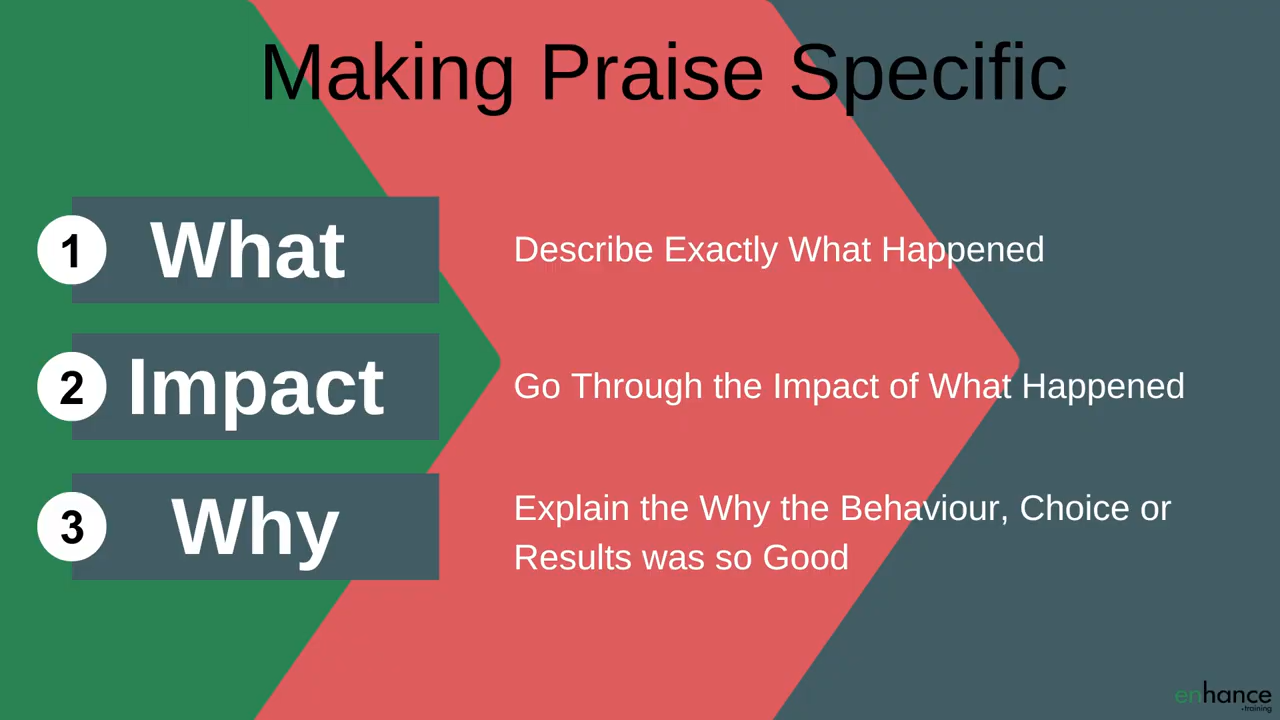 Making Praise Specific
1 What
Describe Exactly What Happened
2 Impact
Go Through the Impact of What Happened
3 Why
Explain the Why the Behaviour, Choice or
Results was so Good
enhance
.training